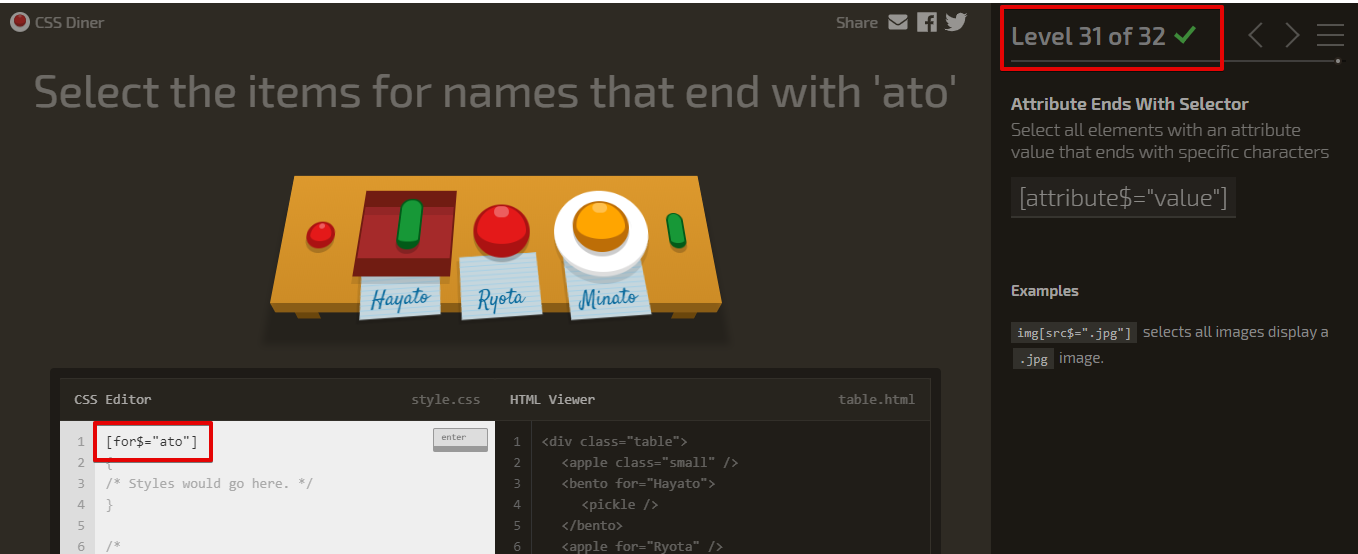 CSS Diner
Share
Level 31 of 32
Select the items for names that end with 'ato'
Attribute Ends With Selector
Select all elements with an attribute
value that ends with specific characters
[attribute$="value"]
Examples
img[src$=".jpg"] selects all images display a
.jpg image.
Hayato
Ryota
Minato
CSS Editor
style.css
HTML Viewer
table.html
1 [for$="ato"]
enter
2 {
3 /* Styles would go here. */
4 }
5
6 /*
1 <div class="table">
2 <apple class="small" />
3 <bento for="Hayato">
4 <pickle />
5 </bento>
6 <apple for="Ryota" />